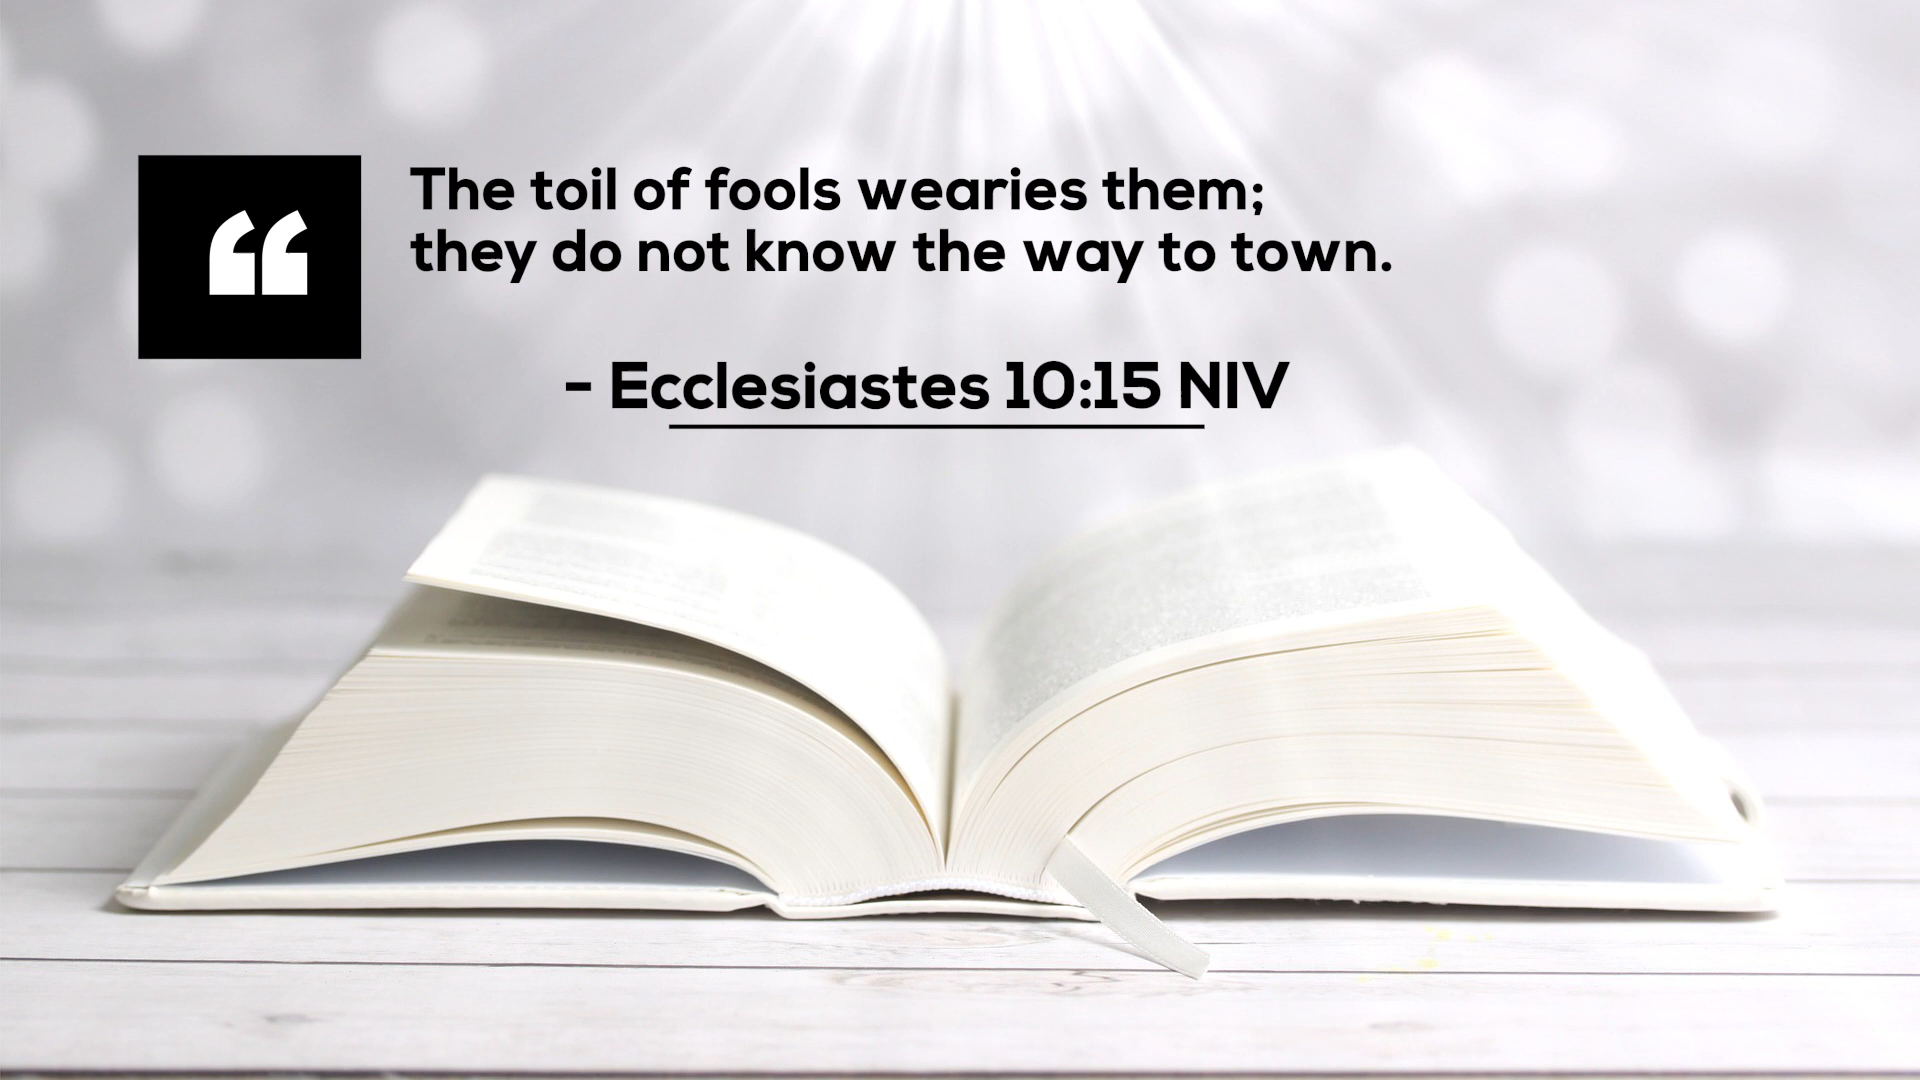 “
The toil of fools wearies them;
they do not know the way to town.
- Ecclesiastes 10:15 NIV